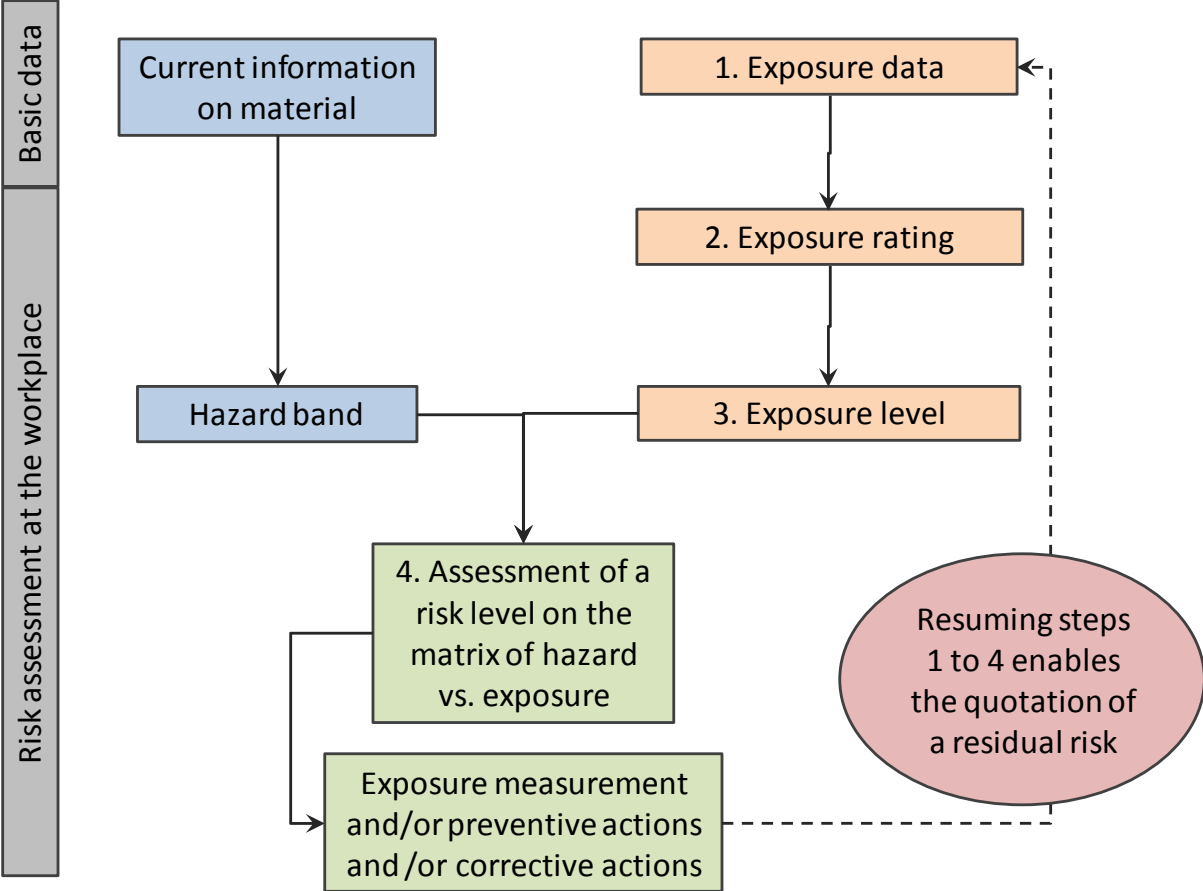 Basic data
Current information
on material
1. Exposure data
2. Exposure rating
Risk assessment at the workplace
Hazard band
3. Exposure level
4. Assessment of a
risk level on the
matrix of hazard
vs. exposure
Resuming steps
1 to 4 enables
the quotation of
a residual risk
Exposure measurement
and/or preventive actions
and /or corrective actions